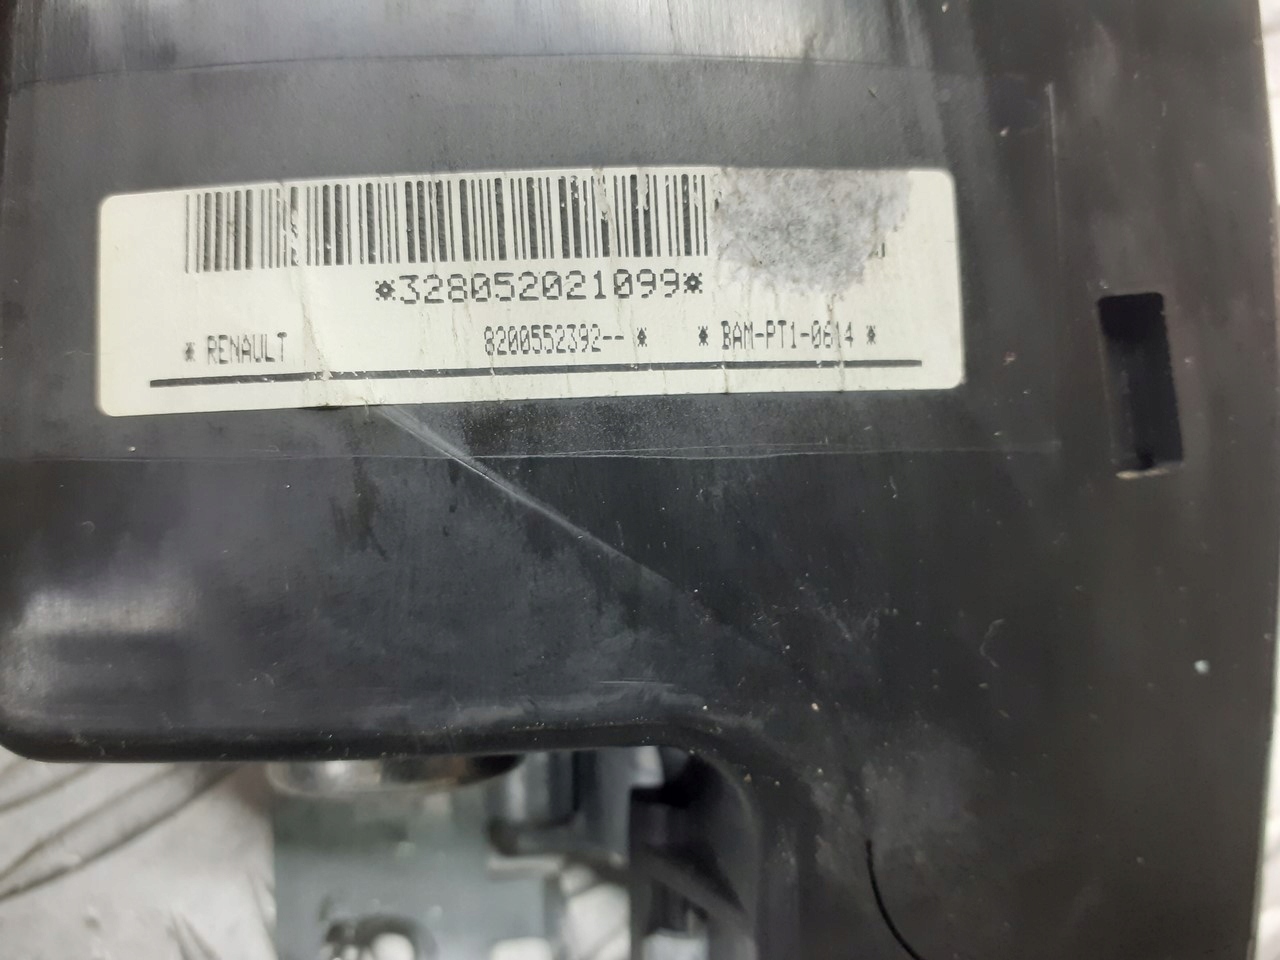 *328052021099*
* RENAULT 8200552392-- * * BAM-PT1-0614 *